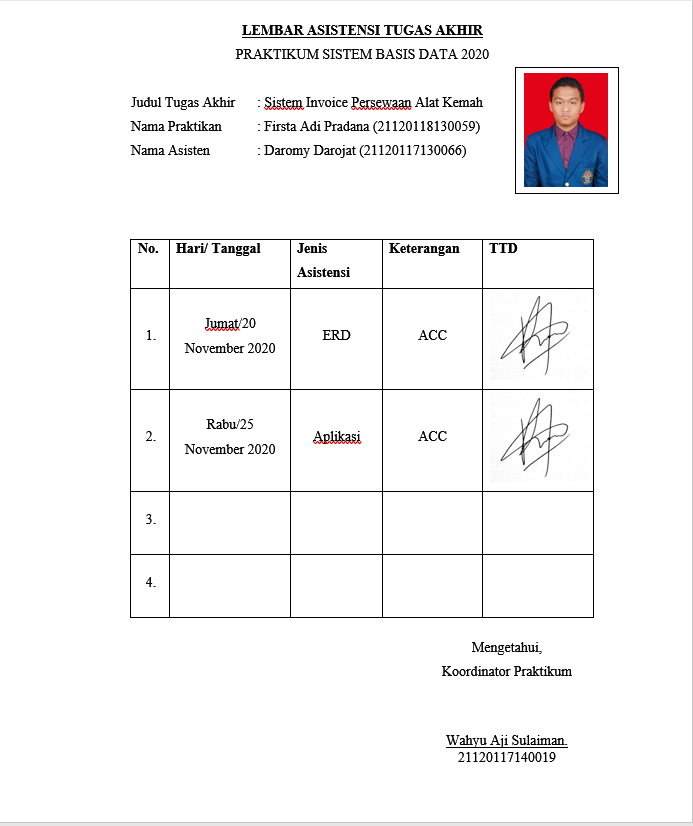 LEMBAR ASISTENSI TUGAS AKHIR
PRAKTIKUM SISTEM BASIS DATA 2020
Judul Tugas Akhir : Sistem Invoice Persewaan Alat Kemah
Nama Praktikan : Firsta Adi Pradana (21120118130059)
Nama Asisten : Daromy Darojat (21120117130066)
No. Hari/ Tanggal Jenis Asistensi Keterangan TTD
1. Jumat/20 November 2020 ERD ACC
2. Rabu/25 November 2020 Aplikasi ACC
3.
4.
Mengetahui,
Koordinator Praktikum
Wahyu Aji Sulaiman.
21120117140019